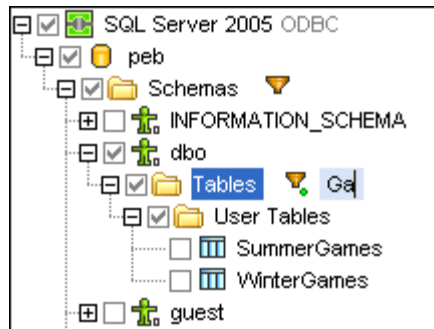 SQL Server 2005 ODBC
peb
Schemas
INFORMATION_SCHEMA
dbo
Tables Ga
User Tables
SummerGames
WinterGames
guest